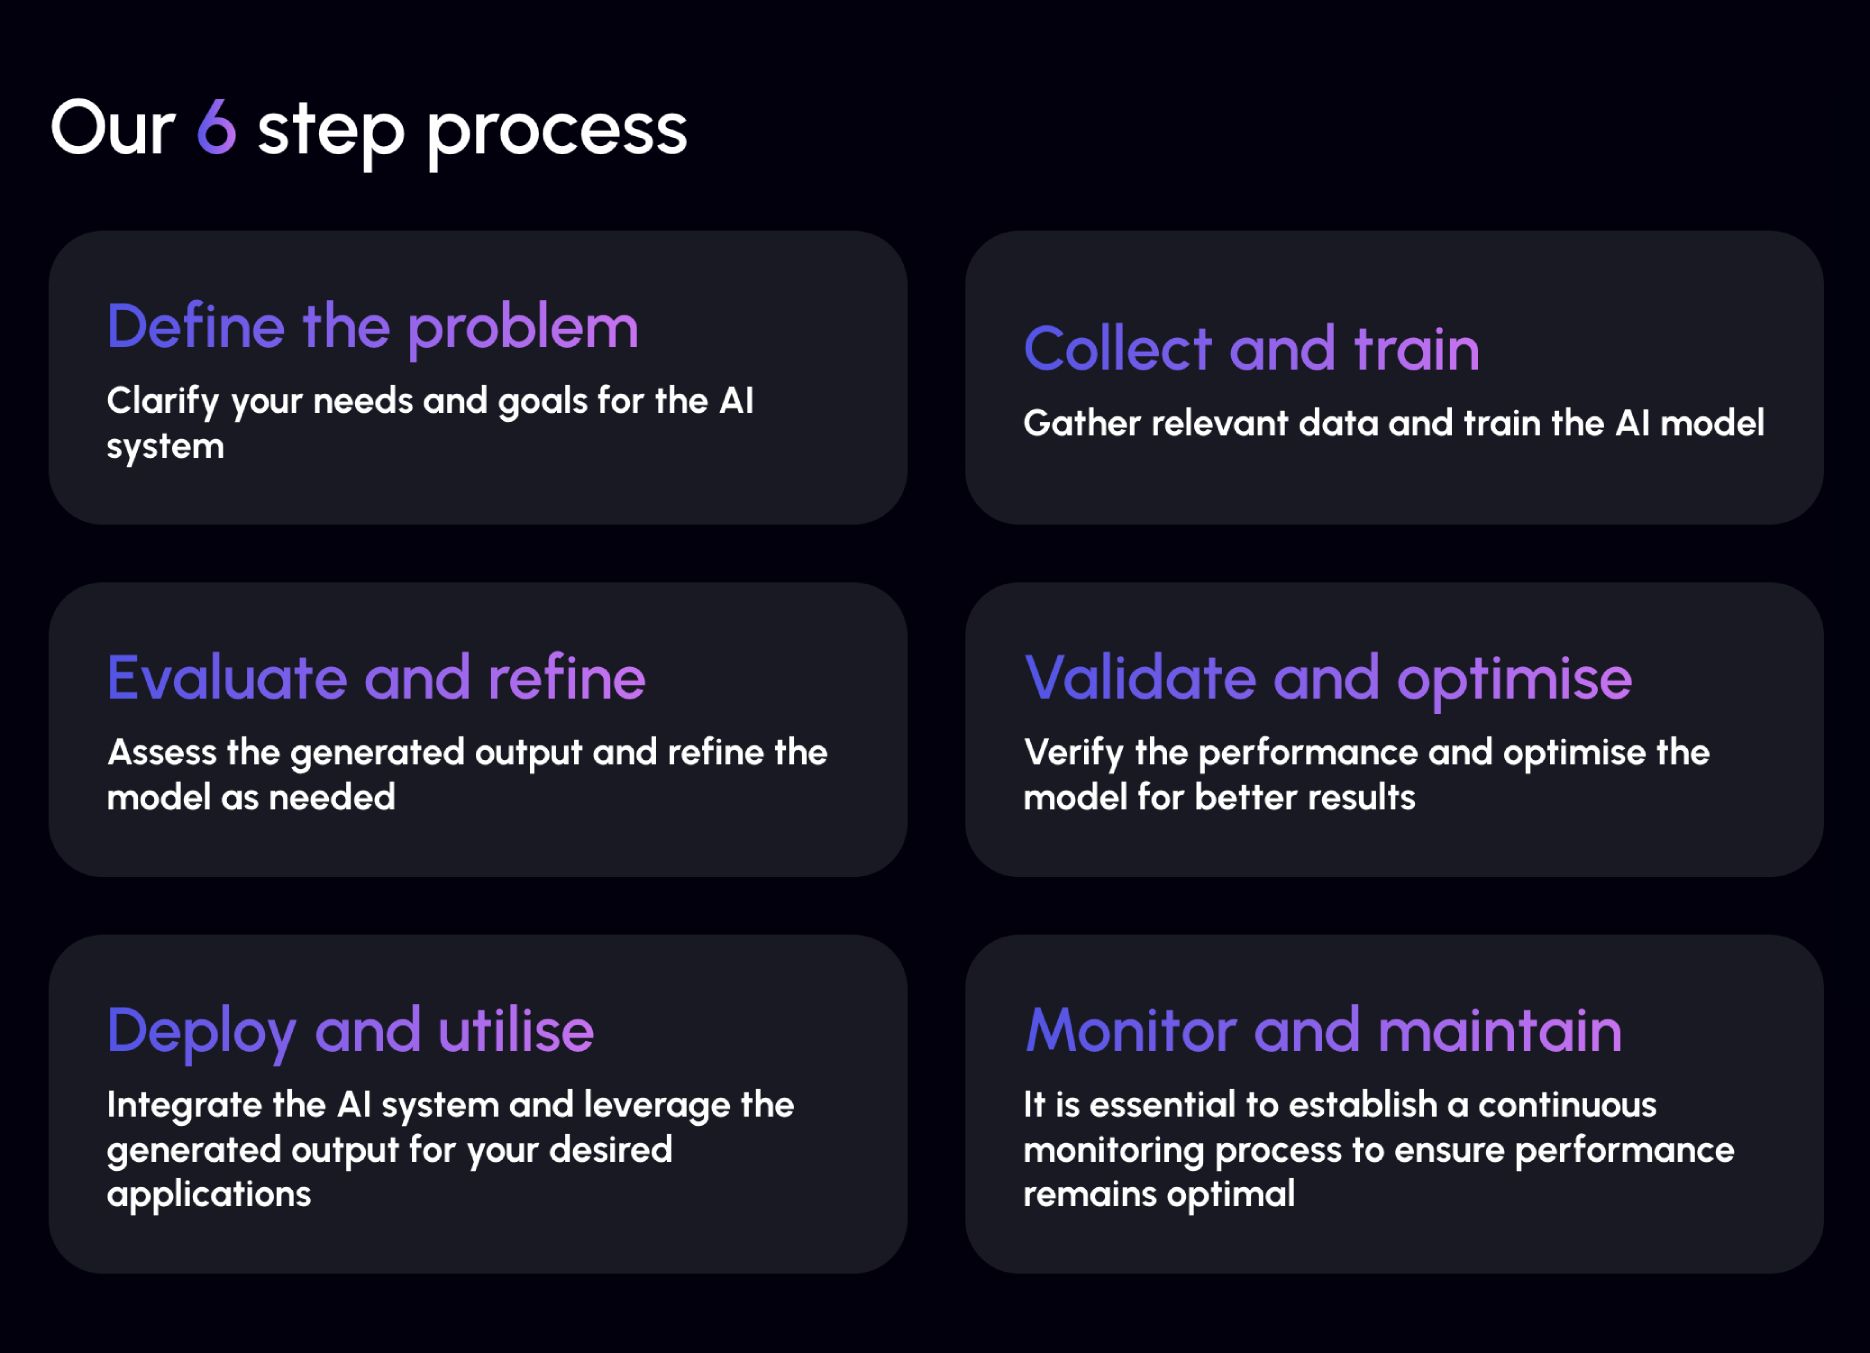 Our 6 step process
Define the problem
Clarify your needs and goals for the AI
system
Collect and train
Gather relevant data and train the AI model
Evaluate and refine
Assess the generated output and refine the
model as needed
Validate and optimise
Verify the performance and optimise the
model for better results
Deploy and utilise
Integrate the AI system and leverage the
generated output for your desired
applications
Monitor and maintain
It is essential to establish a continuous
monitoring process to ensure performance
remains optimal